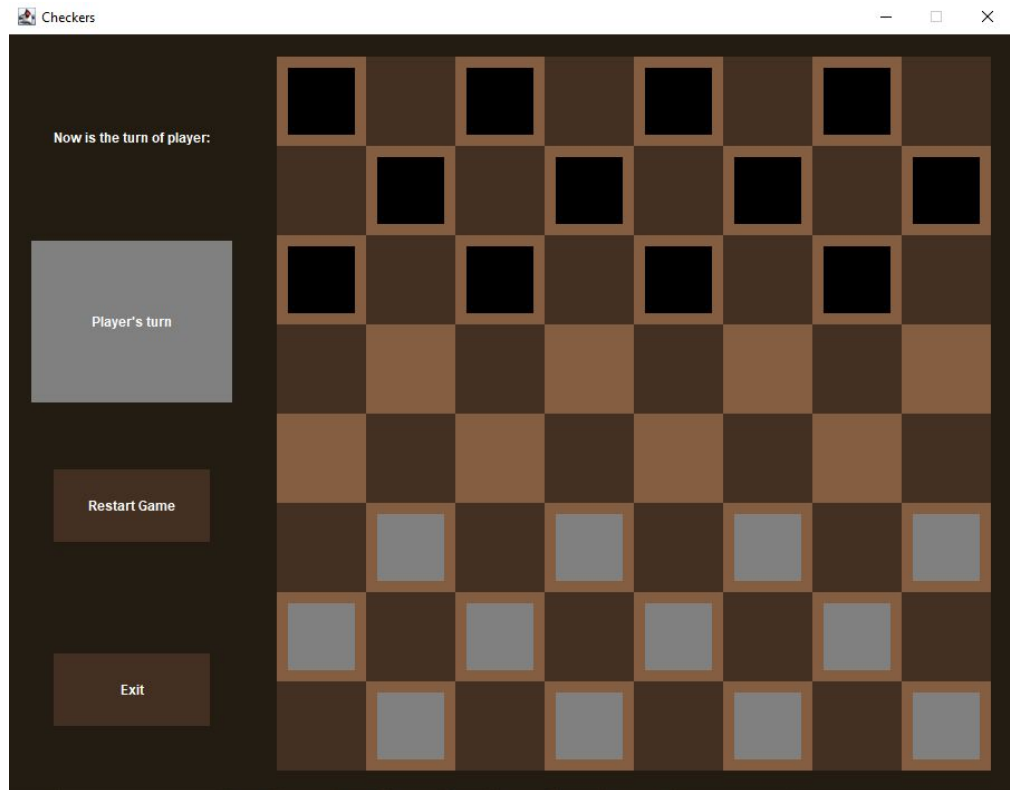 Checkers
Now is the turn of player:
Player's turn
Restart Game
Exit